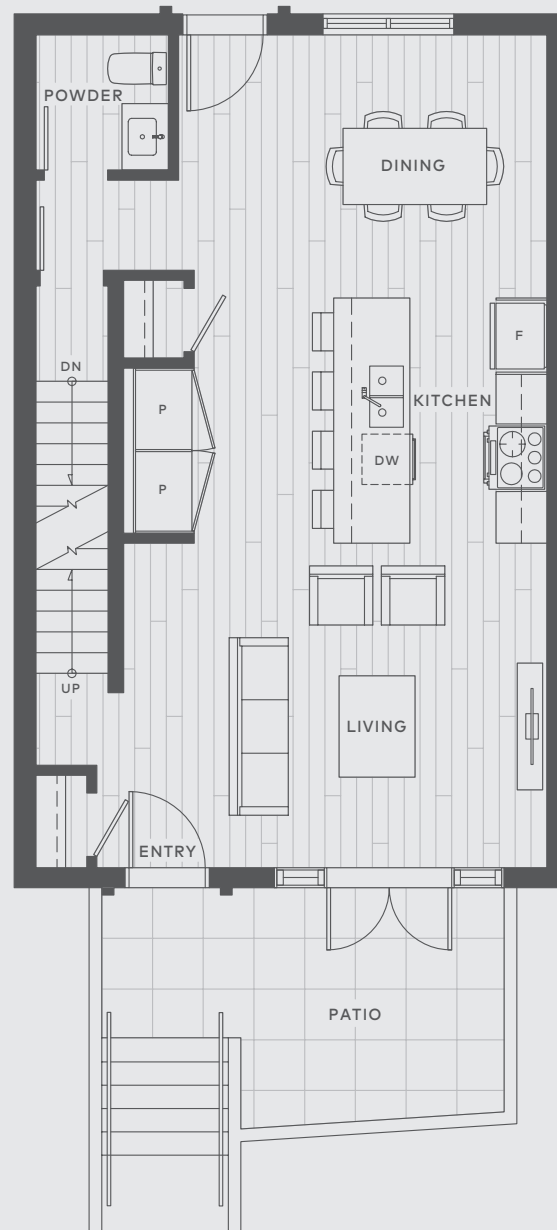 POWDER
DINING
F
DN
KITCHEN
P
DW
P
UP
LIVING
ENTRY
PATIO